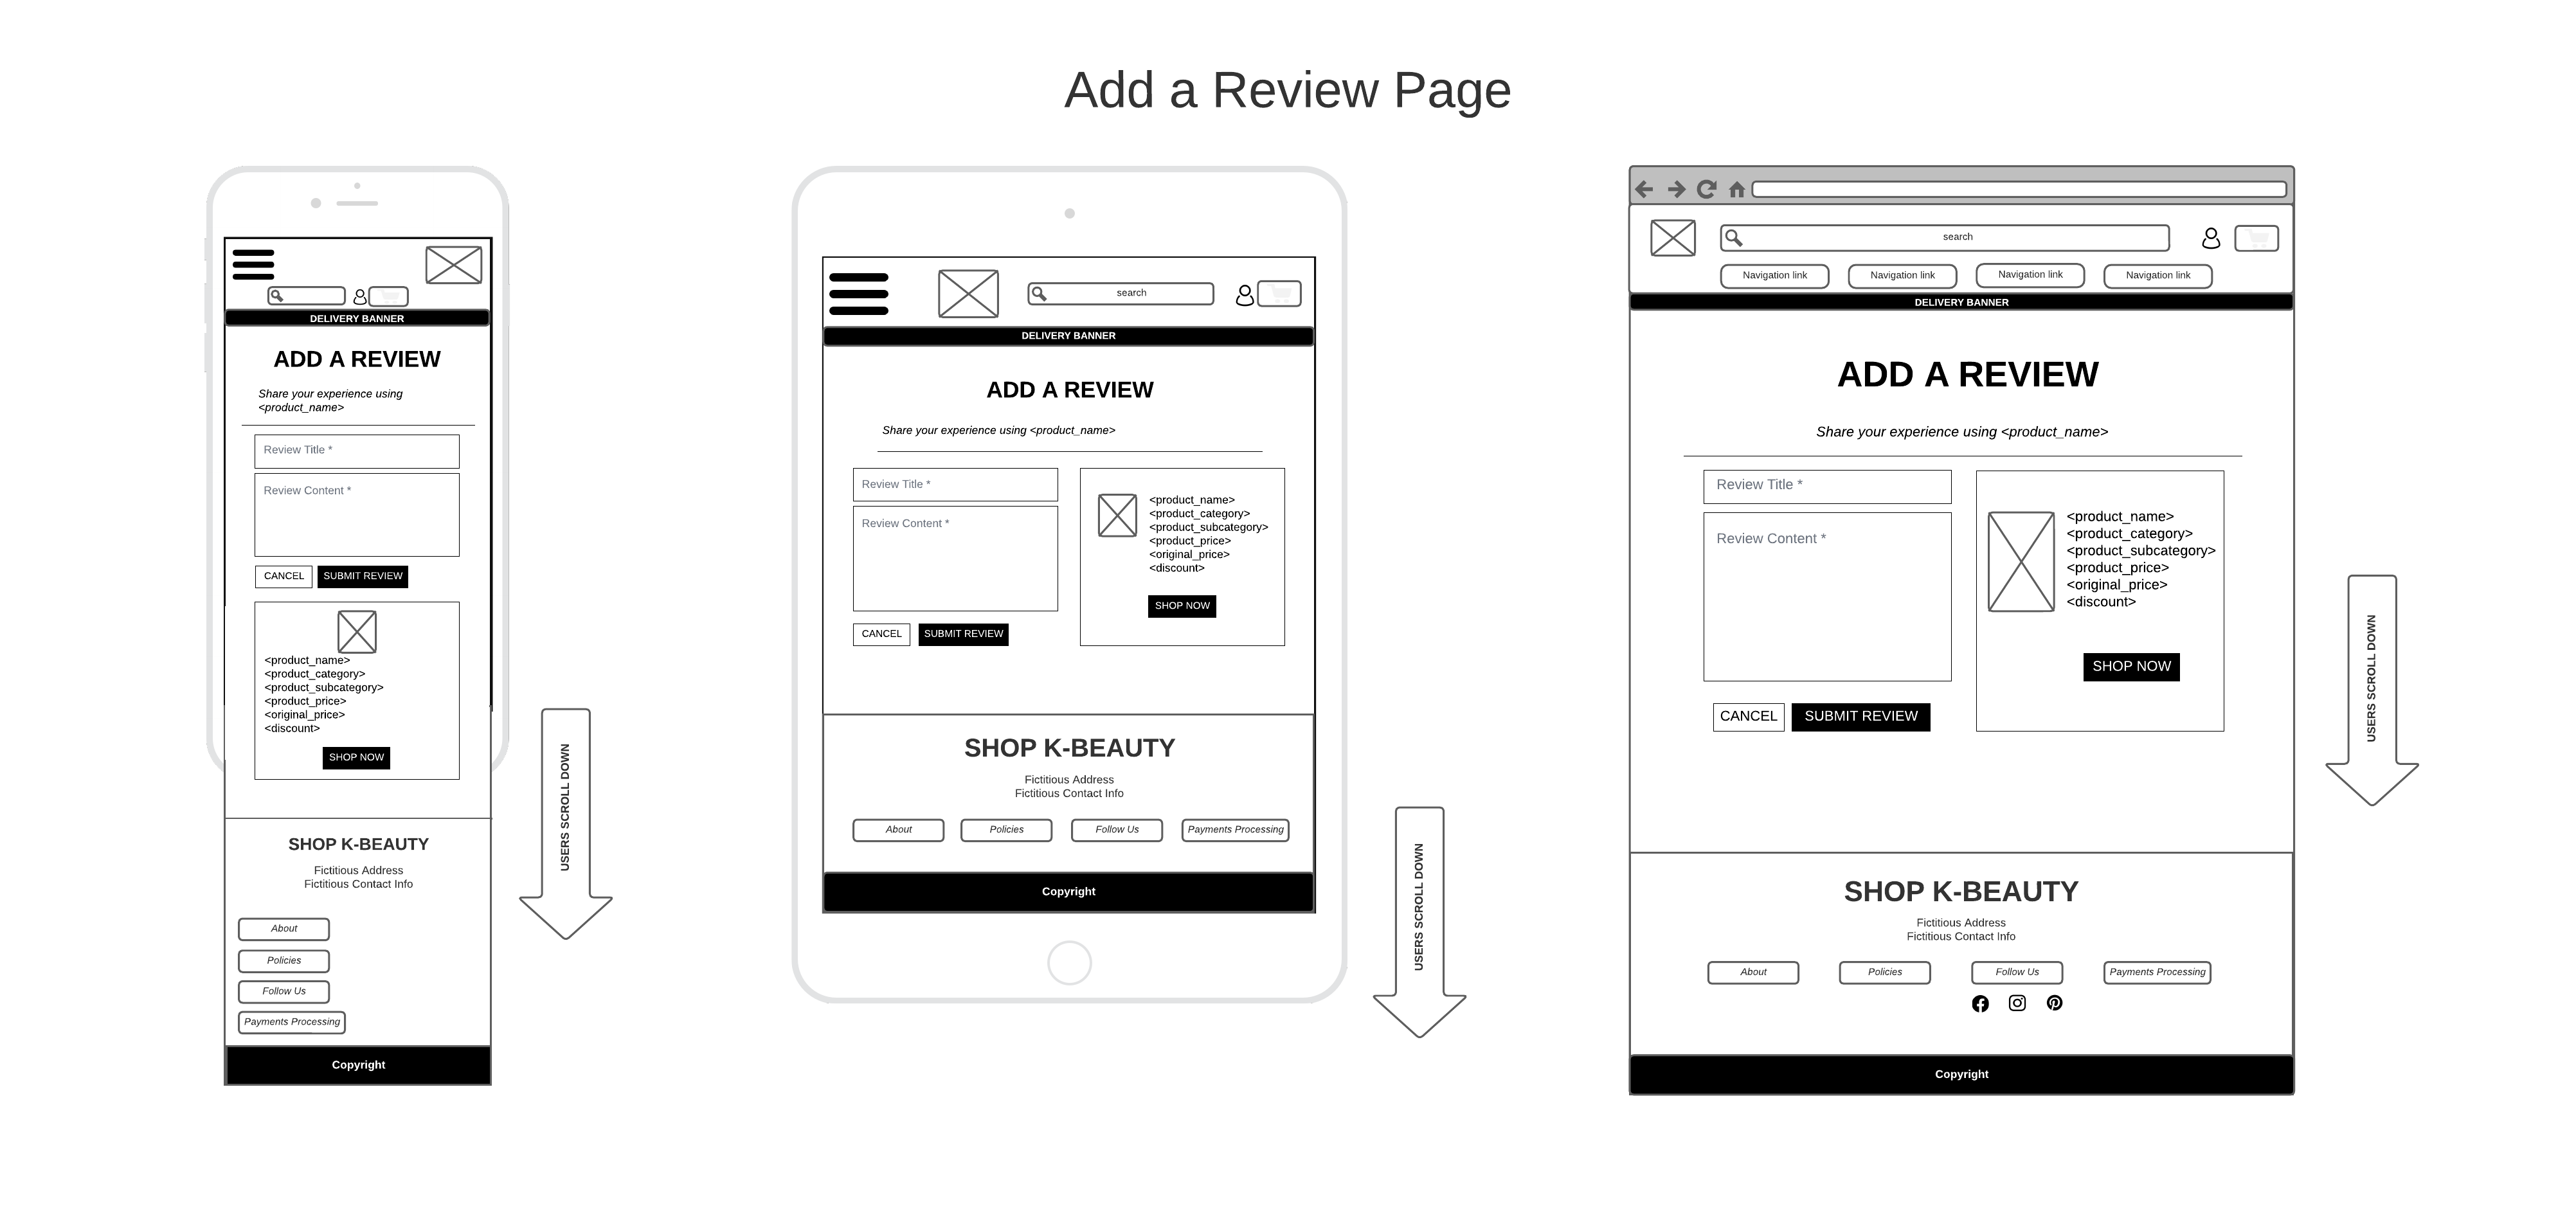 Add a Review Page
DELIVERY BANNER
ADD A REVIEW
Share your experience using
<product_name>
Review Title *
Review Content *
CANCEL
SUBMIT REVIEW
<product_name>
<product_category>
<product_subcategory>
<product_price>
<original_price>
<discount>
SHOP NOW
SHOP K-BEAUTY
Fictitious Address
Fictitious Contact Info
About
Policies
Follow Us
Payments Processing
Copyright
USERS SCROLL DOWN
search
DELIVERY BANNER
ADD A REVIEW
Share your experience using <product_name>
Review Title *
Review Content *
CANCEL
SUBMIT REVIEW
<product_name>
<product_category>
<product_subcategory>
<product_price>
<original_price>
<discount>
SHOP NOW
SHOP K-BEAUTY
Fictitious Address
Fictitious Contact Info
About
Policies
Follow Us
Payments Processing
Copyright
USERS SCROLL DOWN
search
Navigation link
Navigation link
Navigation link
Navigation link
DELIVERY BANNER
ADD A REVIEW
Share your experience using <product_name>
Review Title *
Review Content *
CANCEL
SUBMIT REVIEW
<product_name>
<product_category>
<product_subcategory>
<product_price>
<original_price>
<discount>
SHOP NOW
SHOP K-BEAUTY
Fictitious Address
Fictitious Contact Info
About
Policies
Follow Us
Payments Processing
Copyright
USERS SCROLL DOWN